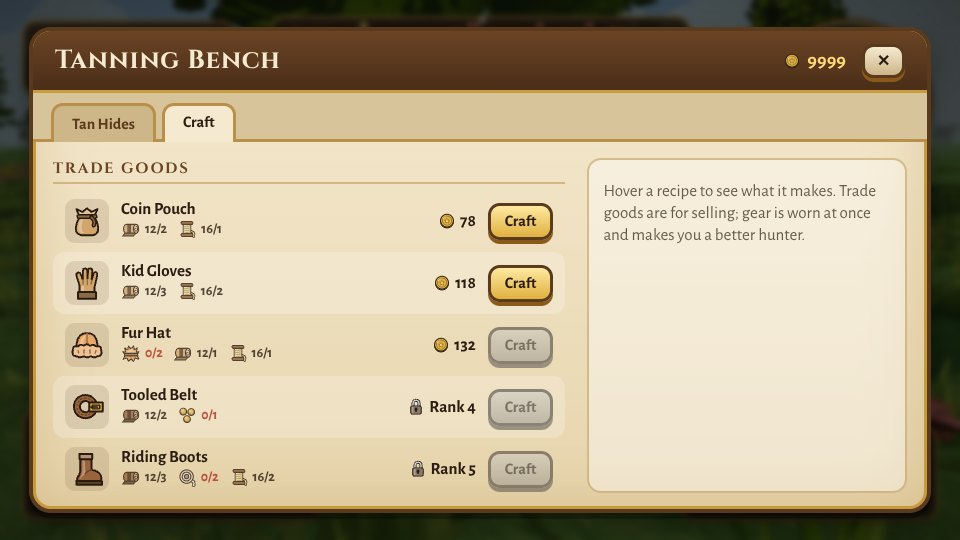 Tanning Bench
9999
×
Tan Hides
Craft
TRADE GOODS
Coin Pouch
12/2 16/1
78
Craft
Kid Gloves
12/3 16/2
118
Craft
Fur Hat
0/2 12/1 16/1
132
Craft
Tooled Belt
12/2 0/1
Rank 4
Craft
Riding Boots
12/3 0/2 16/2
Rank 5
Craft
Hover a recipe to see what it makes. Trade
goods are for selling; gear is worn at once
and makes you a better hunter.